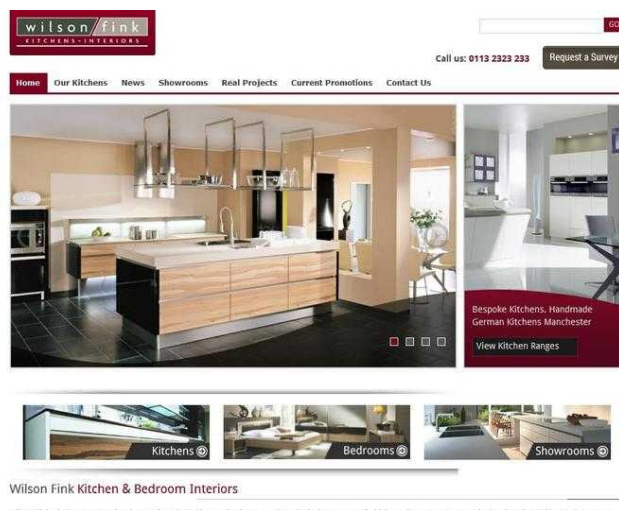 wilson/fink
KITCHENS • INTERIORS
GO
Call us: 0113 2323 233
Request a Survey
Home Our Kitchens News Showrooms Real Projects Current Promotions Contact Us
Bespoke Kitchens, Handmade
German Kitchens Manchester
View Kitchen Ranges
Kitchens
Bedrooms
Showrooms
Wilson Fink Kitchen & Bedroom Interiors